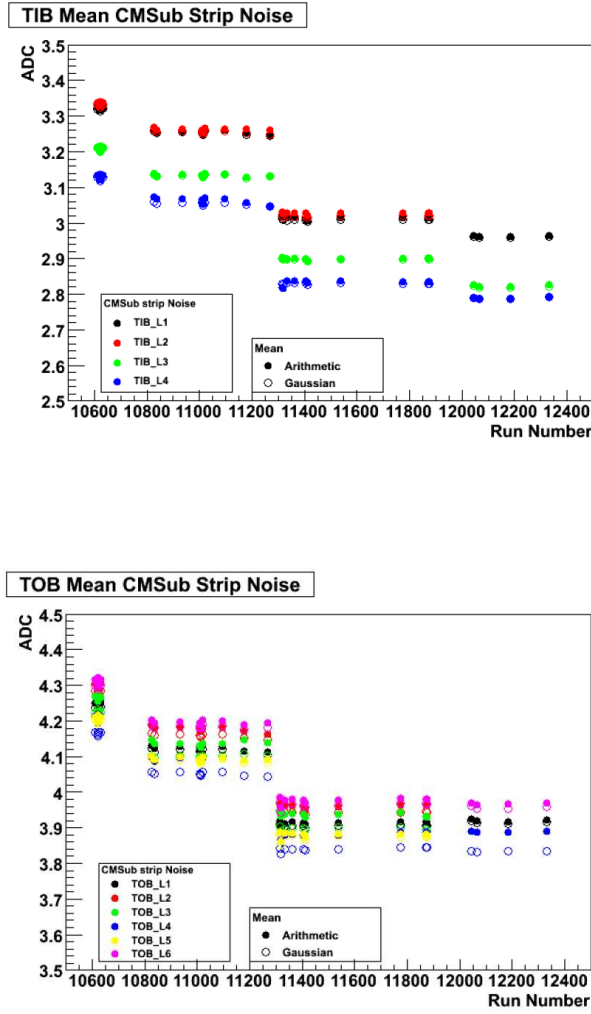 TIB Mean CMSub Strip Noise
ADC
3.5
3.4
3.3
3.2
3.1
3
2.9
2.8
2.7
2.6
2.5
CMSub strip Noise
TIB_L1
TIB_L2
TIB_L3
TIB_L4
Mean
Arithmetic
Gaussian
10600 10800 11000 11200 11400 11600 11800 12000 12200 12400
Run Number
TOB Mean CMSub Strip Noise
ADC
4.5
4.4
4.3
4.2
4.1
4
3.9
3.8
3.7
3.6
3.5
CMSub strip Noise
TOB_L1
TOB_L2
TOB_L3
TOB_L4
TOB_L5
TOB_L6
Mean
Arithmetic
Gaussian
10600 10800 11000 11200 11400 11600 11800 12000 12200 12400
Run Number